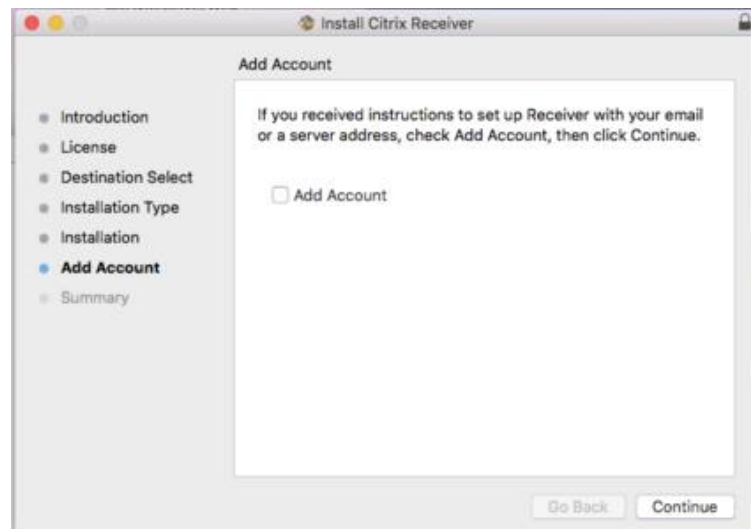 Install Citrix Receiver
Add Account
Introduction
License
Destination Select
Installation Type
Installation
Add Account
Summary
If you received instructions to set up Receiver with your email
or a server address, check Add Account, then click Continue.
Add Account
Go Back
Continue